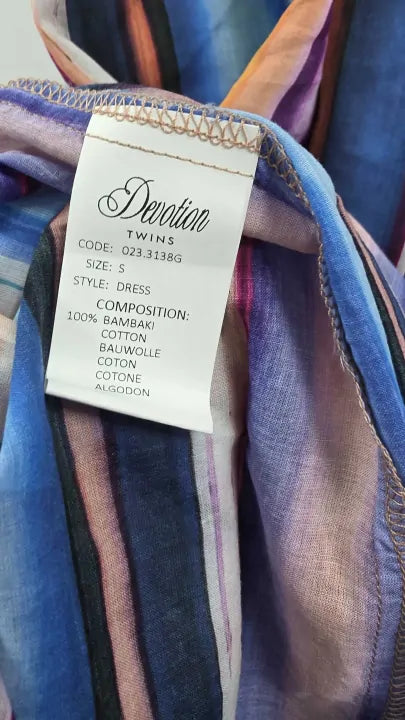 Devotion
TWINS
CODE: 023.3138G
SIZE: S
STYLE: DRESS
COMPOSITION:
100% BAMBAKI
COTTON
BAUWOLLE
COTON
COTONE
ALGODON